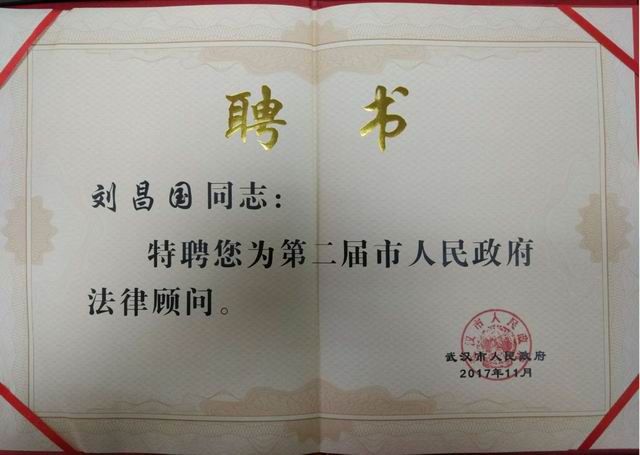 聘书
刘昌国同志：
特聘您为第二届市人民政府
法律顾问。
武汉市人民政府
2017年11月